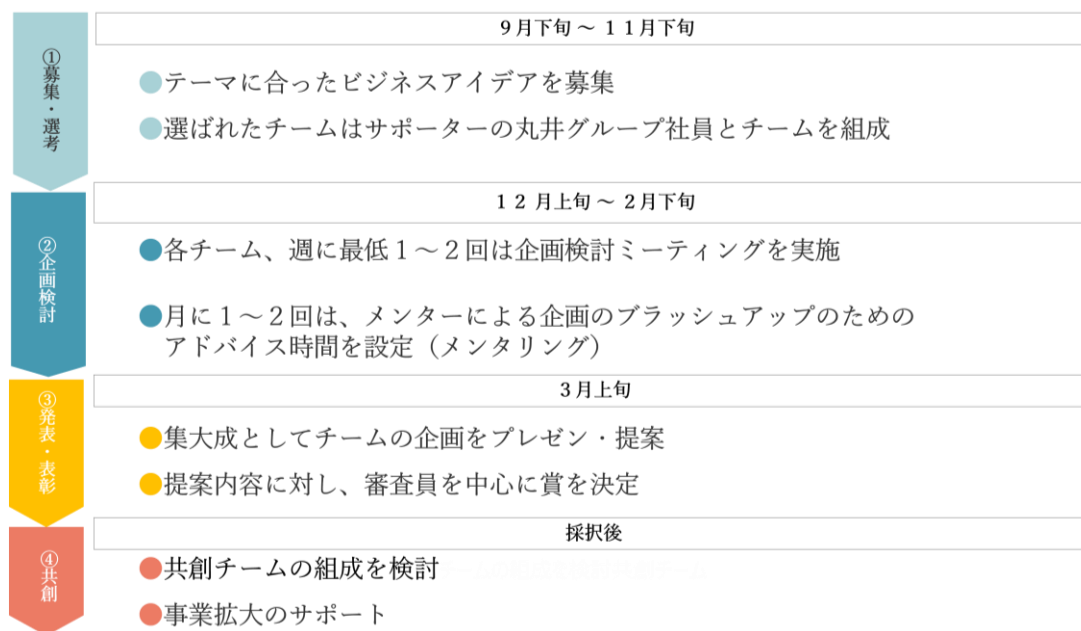 ①募集・選考
９月下旬 ～ １１月下旬
●テーマに合ったビジネスアイデアを募集
●選ばれたチームはサポーターの丸井グループ社員とチームを組成
②企画検討
１２ 月上旬 ～ ２月下旬
●各チーム、週に最低１～２回は企画検討ミーティングを実施
●月に１～２回は、メンターによる企画のブラッシュアップのための
アドバイス時間を設定（メンタリング）
③発表・表彰
３月上旬
●集大成としてチームの企画をプレゼン・提案
●提案内容に対し、審査員を中心に賞を決定
④共創
採択後
●共創チームの組成を検討
●事業拡大のサポート